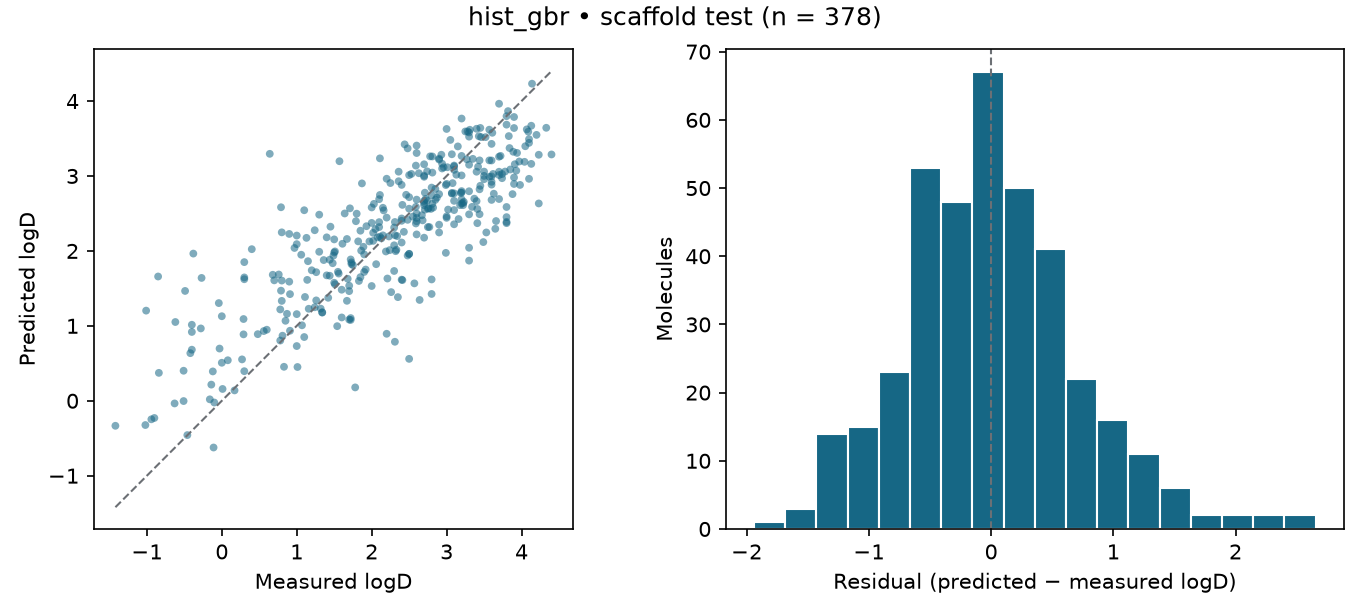 hist_gbr • scaffold test (n = 378)
Predicted logD
4
3
2
1
0
−1
−1 0 1 2 3 4
Measured logD
Molecules
70
60
50
40
30
20
10
0
−2 −1 0 1 2
Residual (predicted − measured logD)